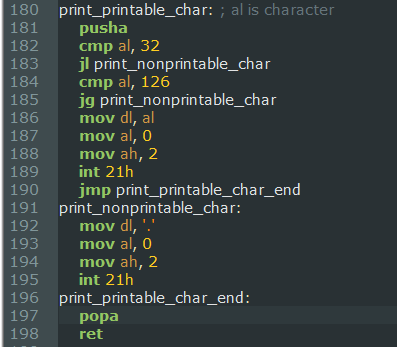 180 print_printable_char: ; al is character
181 pusha
182 cmp al, 32
183 jl print_nonprintable_char
184 cmp al, 126
185 jg print_nonprintable_char
186 mov dl, al
187 mov al, 0
188 mov ah, 2
189 int 21h
190 jmp print_printable_char_end
191 print_nonprintable_char:
192 mov dl, '.'
193 mov al, 0
194 mov ah, 2
195 int 21h
196 print_printable_char_end:
197 popa
198 ret